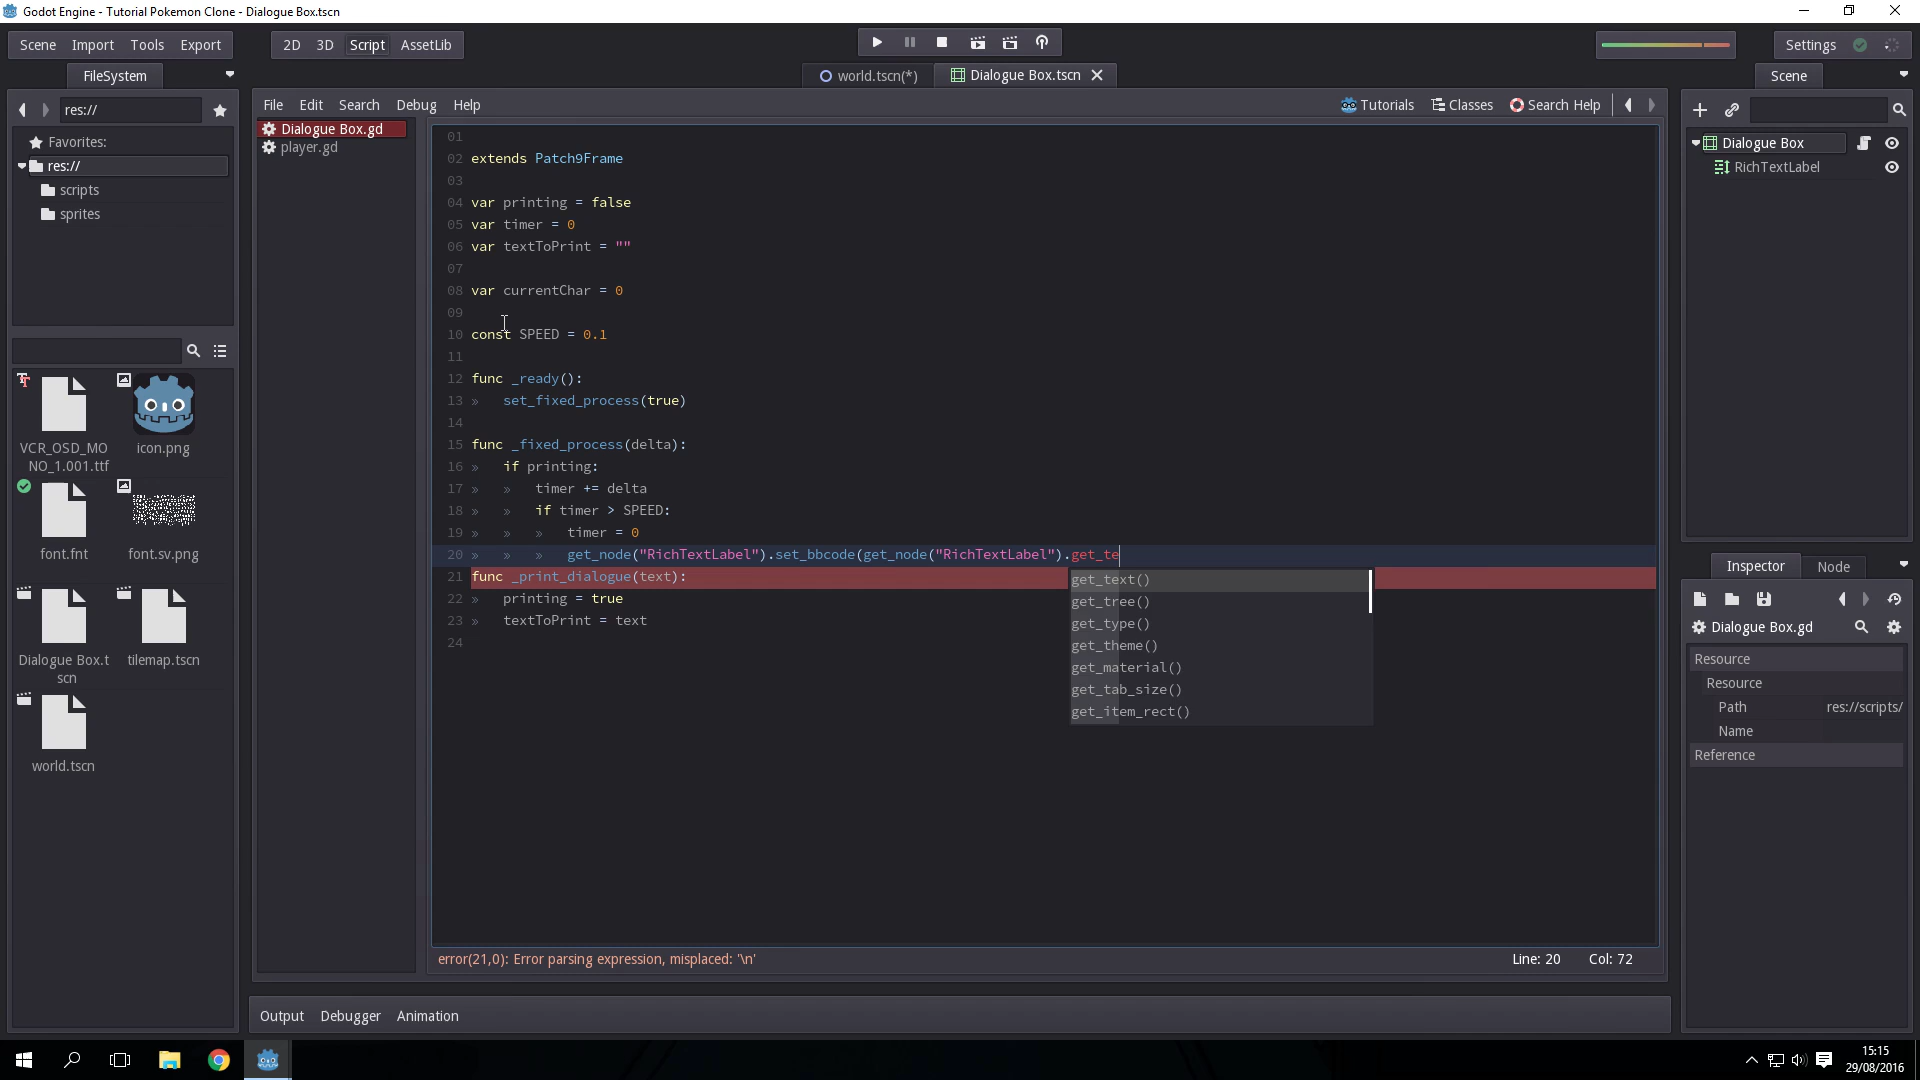 Godot Engine - Tutorial Pokemon Clone - Dialogue Box.tscn
Scene Import Tools Export
2D 3D Script AssetLib
Settings
FileSystem
world.tscn(*)
Dialogue Box.tscn
Scene
res://
File Edit Search Debug Help
Tutorials Classes Search Help
Favorites:
res://
scripts
sprites
Dialogue Box.gd
player.gd
VCR_OSD_MO
NO_1.001.ttf
icon.png
font.fnt
font.sv.png
Dialogue Box.t
scn
tilemap.tscn
world.tscn
01
02 extends Patch9Frame
03
04 var printing = false
05 var timer = 0
06 var textToPrint = ""
07
08 var currentChar = 0
09
10 const SPEED = 0.1
11
12 func _ready():
13 » set_fixed_process(true)
14
15 func _fixed_process(delta):
16 » if printing:
17 » » timer += delta
18 » » if timer > SPEED:
19 » » » timer = 0
20 » » » get_node("RichTextLabel").set_bbcode(get_node("RichTextLabel").get_te
21 func _print_dialogue(text):
22 » printing = true
23 » textToPrint = text
24
get_text()
get_tree()
get_type()
get_theme()
get_material()
get_tab_size()
get_item_rect()
error(21,0): Error parsing expression, misplaced: '\n'
Line: 20 Col: 72
Output Debugger Animation
Dialogue Box
RichTextLabel
Inspector Node
Dialogue Box.gd
Resource
Resource
Path res://scripts/
Name
Reference
15:15
29/08/2016